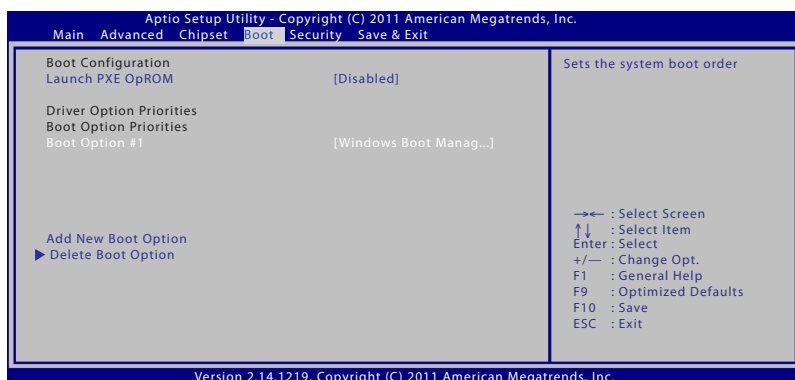 Aptio Setup Utility - Copyright (C) 2011 American Megatrends, Inc.
Main Advanced Chipset Boot Security Save & Exit
Boot Configuration
Launch PXE OpROM [Disabled]
Driver Option Priorities
Boot Option Priorities
Boot Option #1 [Windows Boot Manag...]
Add New Boot Option
Delete Boot Option
Sets the system boot order
→← : Select Screen
↑↓ : Select Item
Enter : Select
+/— : Change Opt.
F1 : General Help
F9 : Optimized Defaults
F10 : Save
ESC : Exit
Version 2.14.1219. Copyright (C) 2011 American Megatrends, Inc.